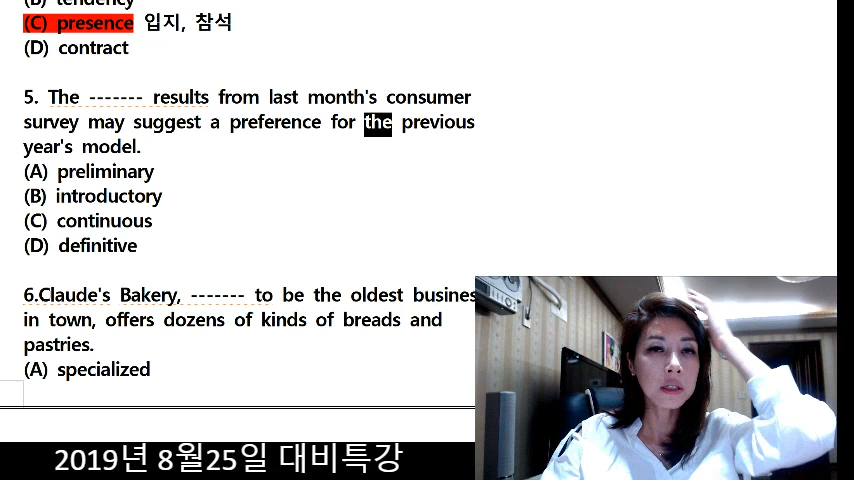 (B) tendency
(C) presence 입지, 참석
(D) contract
5. The ------- results from last month's consumer
survey may suggest a preference for the previous
year's model.
(A) preliminary
(B) introductory
(C) continuous
(D) definitive
6.Claude's Bakery, ------- to be the oldest busines
in town, offers dozens of kinds of breads and
pastries.
(A) specialized
2019년 8월25일 대비특강